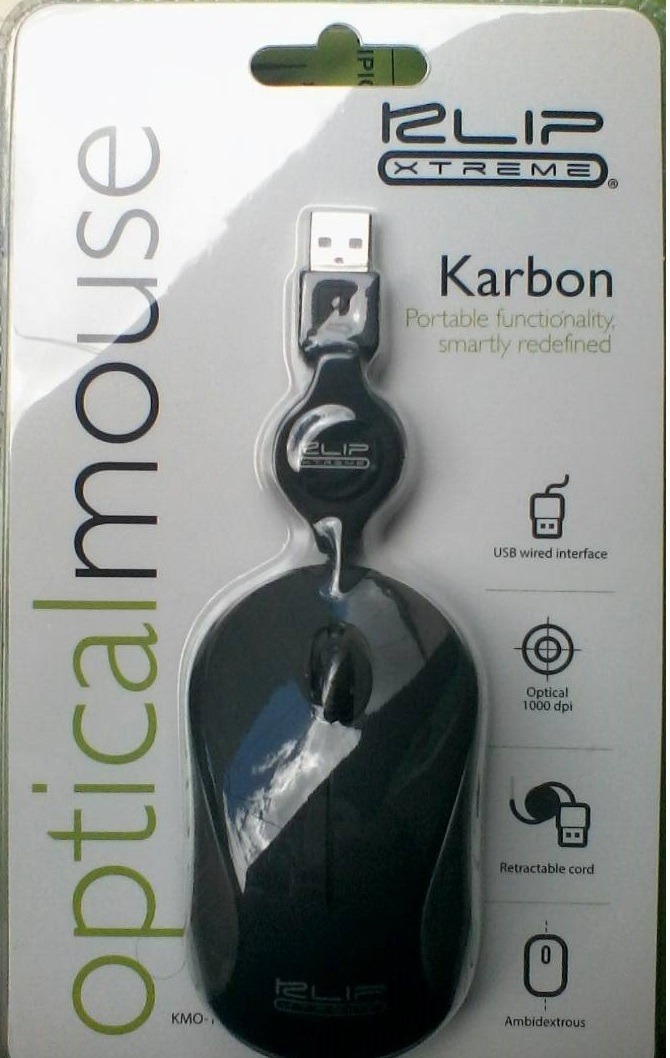 KLIP
XTREME®
Karbon
Portable functionality,
smartly redefined
opticalmouse
KLIP
XTREME
USB wired interface
Optical
1000 dpi
Retractable cord
Ambidextrous
KLIP
XTREME